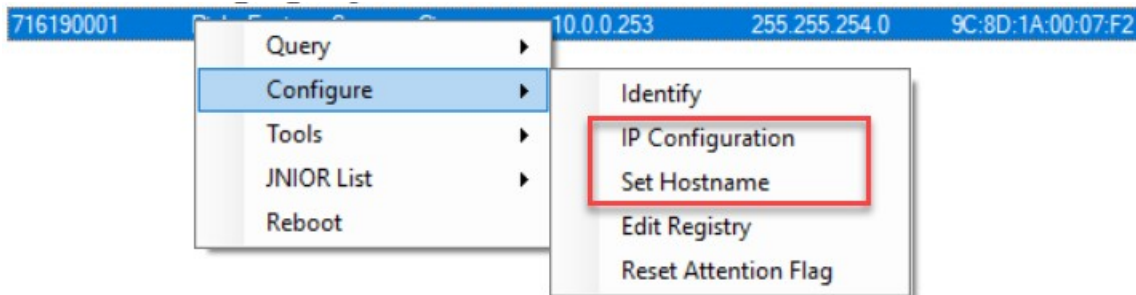 716190001 10.0.0.253 255.255.254.0 9C:8D:1A:00:07:F2
Query
Configure
Tools
JNIOR List
Reboot
Identify
IP Configuration
Set Hostname
Edit Registry
Reset Attention Flag